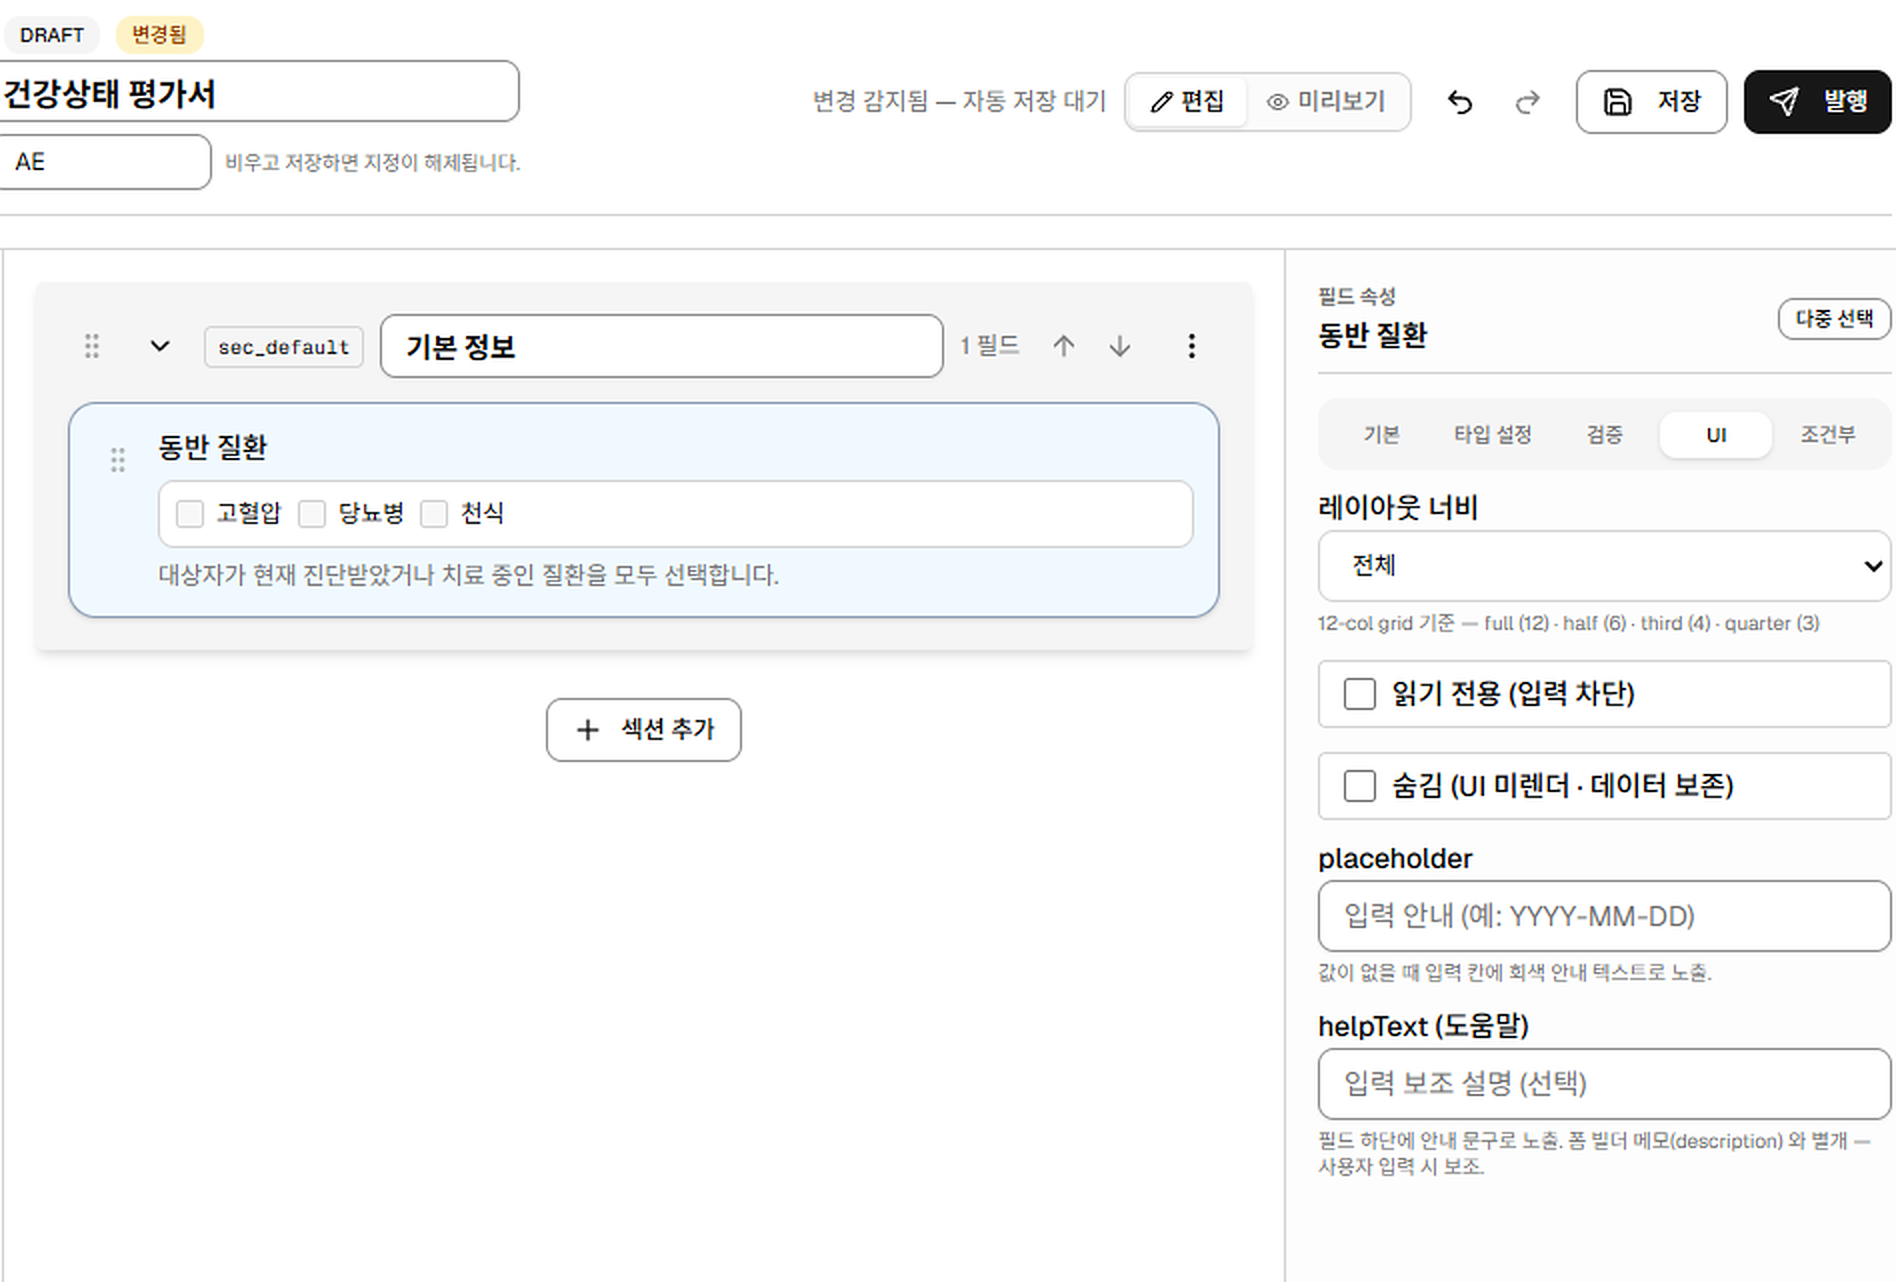 DRAFT 변경됨
건강상태 평가서
변경 감지됨 — 자동 저장 대기 편집 미리보기 저장 발행
AE 비우고 저장하면 지정이 해제됩니다.
sec_default 기본 정보 1 필드
동반 질환
고혈압 당뇨병 천식
대상자가 현재 진단받았거나 치료 중인 질환을 모두 선택합니다.
섹션 추가
필드 속성
동반 질환 다중 선택
기본 타입 설정 검증 UI 조건부
레이아웃 너비
전체
12-col grid 기준 — full (12) · half (6) · third (4) · quarter (3)
읽기 전용 (입력 차단)
숨김 (UI 미렌더 · 데이터 보존)
placeholder
입력 안내 (예: YYYY-MM-DD)
값이 없을 때 입력 칸에 회색 안내 텍스트로 노출.
helpText (도움말)
입력 보조 설명 (선택)
필드 하단에 안내 문구로 노출. 폼 빌더 메모(description) 와 별개 —
사용자 입력 시 보조.